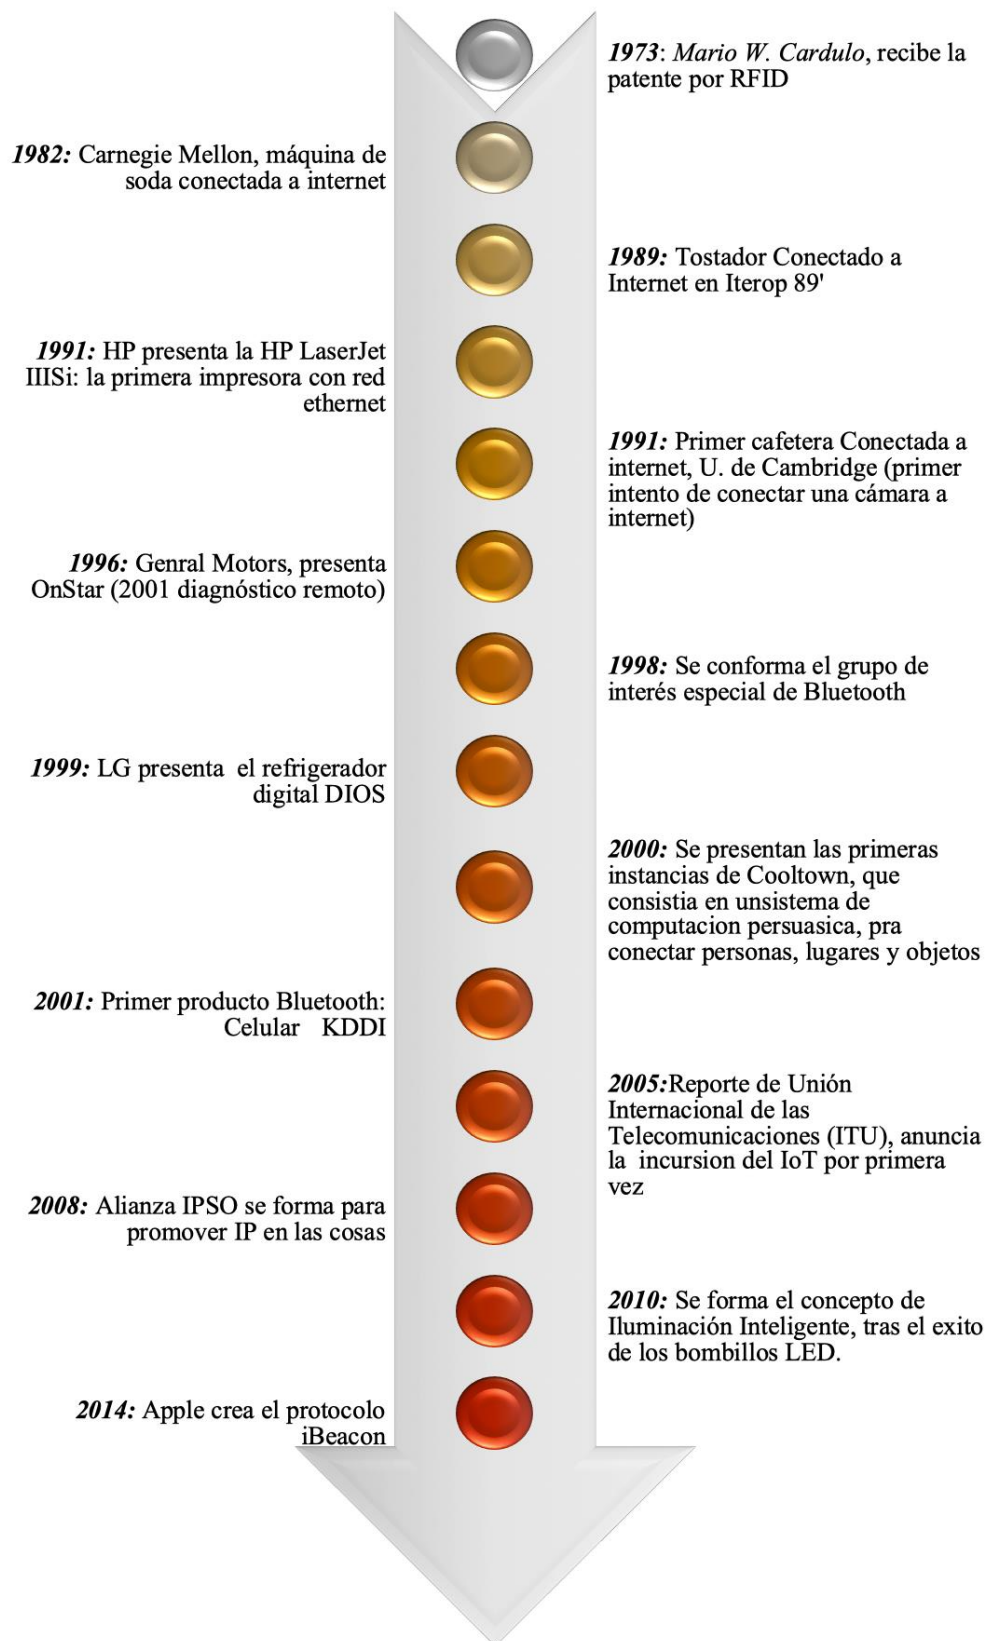 1973: Mario W. Cardulo, recibe la
patente por RFID
1982: Carnegie Mellon, máquina de
soda conectada a internet
1989: Tostador Conectado a
Internet en Iterop 89'
1991: HP presenta la HP LaserJet
IIISi: la primera impresora con red
ethernet
1991: Primer cafetera Conectada a
internet, U. de Cambridge (primer
intento de conectar una cámara a
internet)
1996: Genral Motors, presenta
OnStar (2001 diagnóstico remoto)
1998: Se conforma el grupo de
interés especial de Bluetooth
1999: LG presenta el refrigerador
digital DIOS
2000: Se presentan las primeras
instancias de Cooltown, que
consistia en unsistema de
computacion persuasica, pra
conectar personas, lugares y objetos
2001: Primer producto Bluetooth:
Celular KDDI
2005:Reporte de Unión
Internacional de las
Telecomunicaciones (ITU), anuncia
la incursion del IoT por primera
vez
2008: Alianza IPSO se forma para
promover IP en las cosas
2010: Se forma el concepto de
Iluminación Inteligente, tras el exito
de los bombillos LED.
2014: Apple crea el protocolo
iBeacon